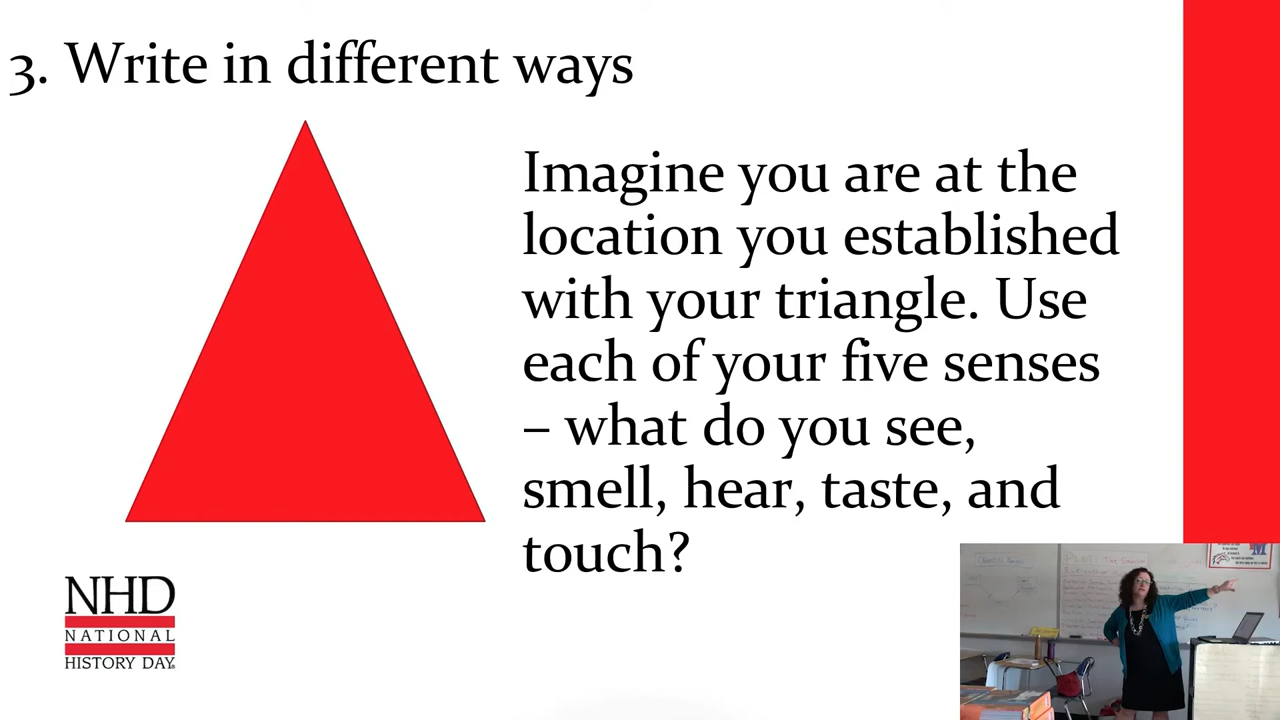 3. Write in different ways
Imagine you are at the
location you established
with your triangle. Use
each of your five senses
– what do you see,
smell, hear, taste, and
touch?
NHD
NATIONAL
HISTORY DAY®